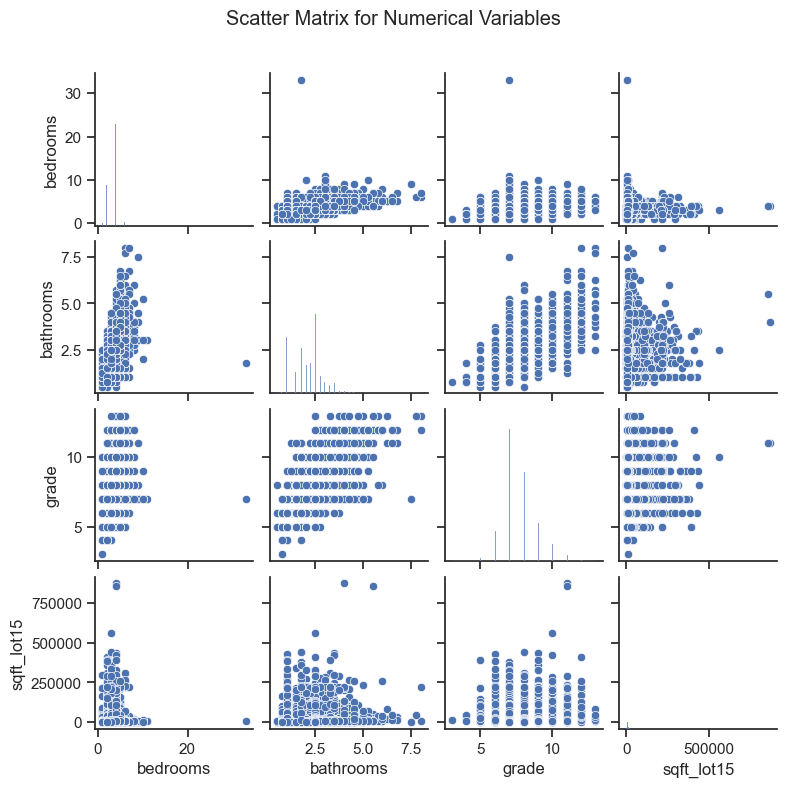 Scatter Matrix for Numerical Variables
30
20
10
0
bedrooms
7.5
5.0
2.5
bathrooms
10
5
grade
750000
500000
250000
0
sqft_lot15
0 20
bedrooms
2.5 5.0 7.5
bathrooms
5 10
grade
0 500000
sqft_lot15